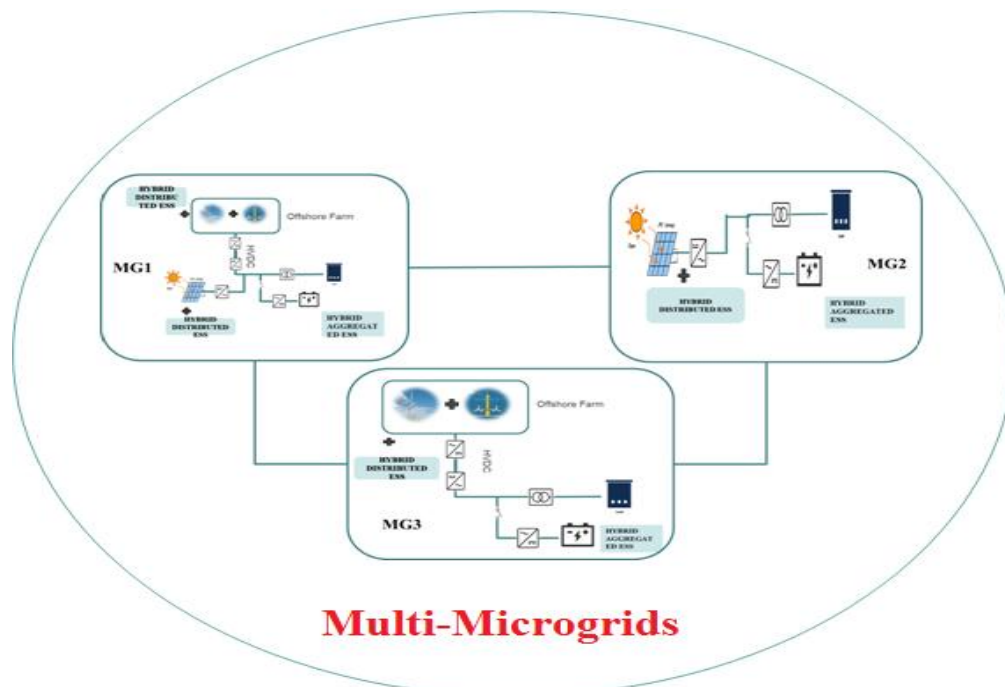 HYBRID
DISTRIBUC
TED ESS
Offshore Farm
HVDC
MG1
HYBRID
DISTRIBUTED
ESS
HYBRID
AGGREGAT
ED ESS
MG2
HYBRID
DISTRIBUTED ESS
HYBRID
AGGREGATED
ESS
Offshore Farm
HVDC
HYBRID
DISTRIBUTED
ESS
MG3
HYBRID
AGGREGAT
ED ESS
Multi-Microgrids